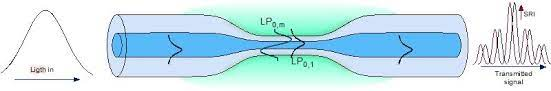 Ligth in
LP0,m
LP0,1
SRI
Transmitted
signal